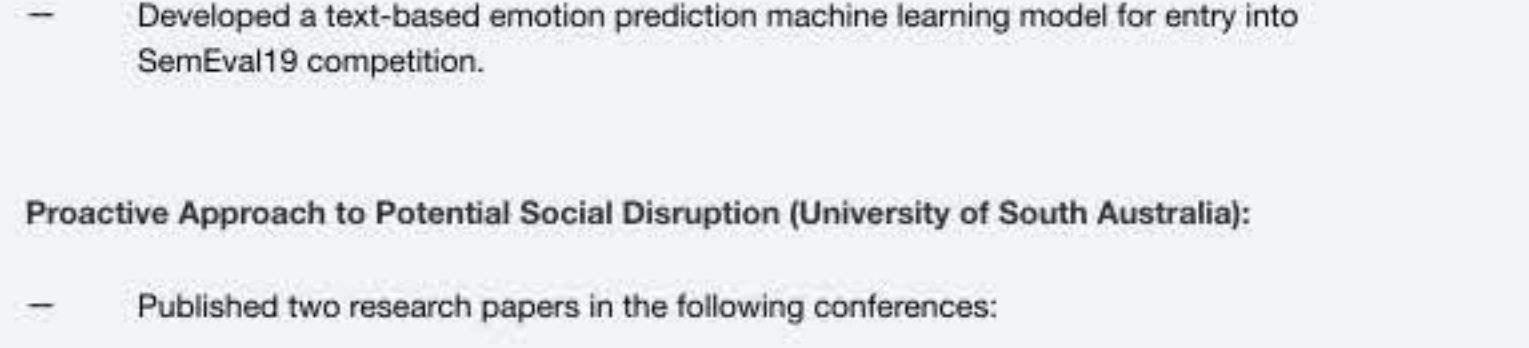 — Developed a text-based emotion prediction machine learning model for entry into
SemEval19 competition.
Proactive Approach to Potential Social Disruption (University of South Australia):
— Published two research papers in the following conferences: